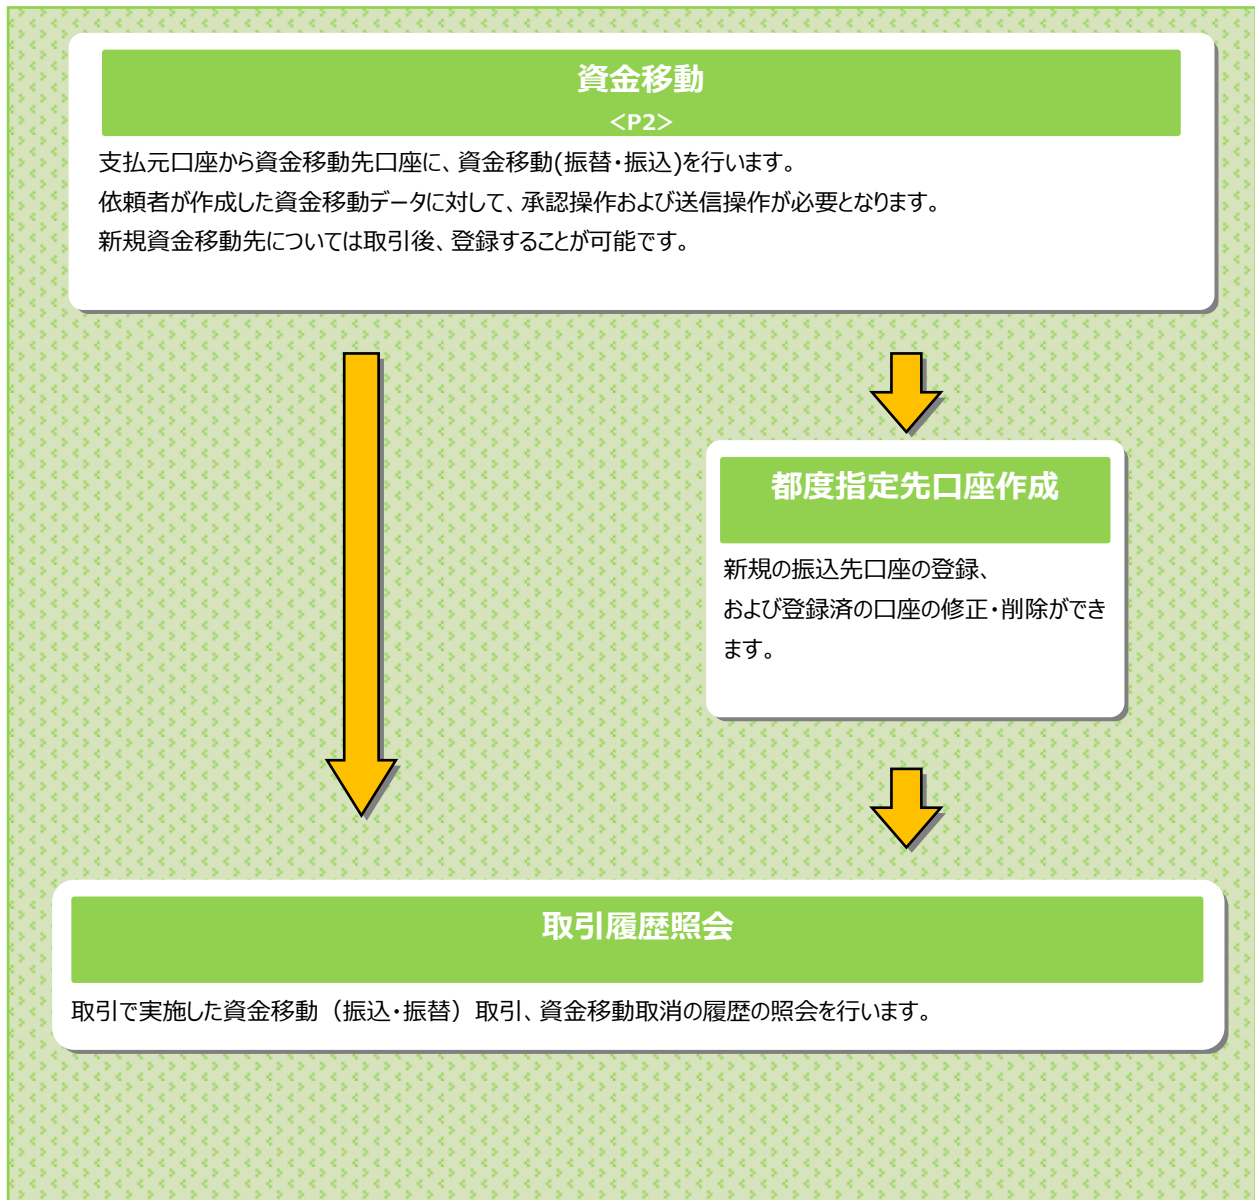 資金移動
<P2>
支払元口座から資金移動先口座に、資金移動(振替・振込)を行います。
依頼者が作成した資金移動データに対して、承認操作および送信操作が必要となります。
新規資金移動先については取引後、登録することが可能です。
都度指定先口座作成
新規の振込先口座の登録、
および登録済の口座の修正・削除ができ
ます。
取引履歴照会
取引で実施した資金移動（振込・振替）取引、資金移動取消の履歴の照会を行います。